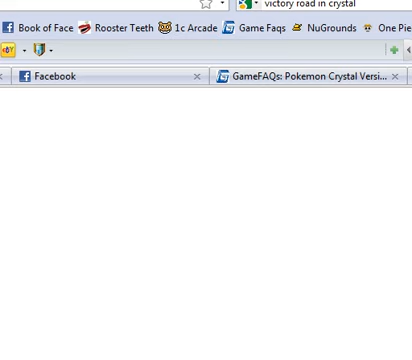 victory road in crystal
Book of Face Rooster Teeth 1c Arcade Game Faqs NuGrounds One Pie
Facebook GameFAQs: Pokemon Crystal Versi...